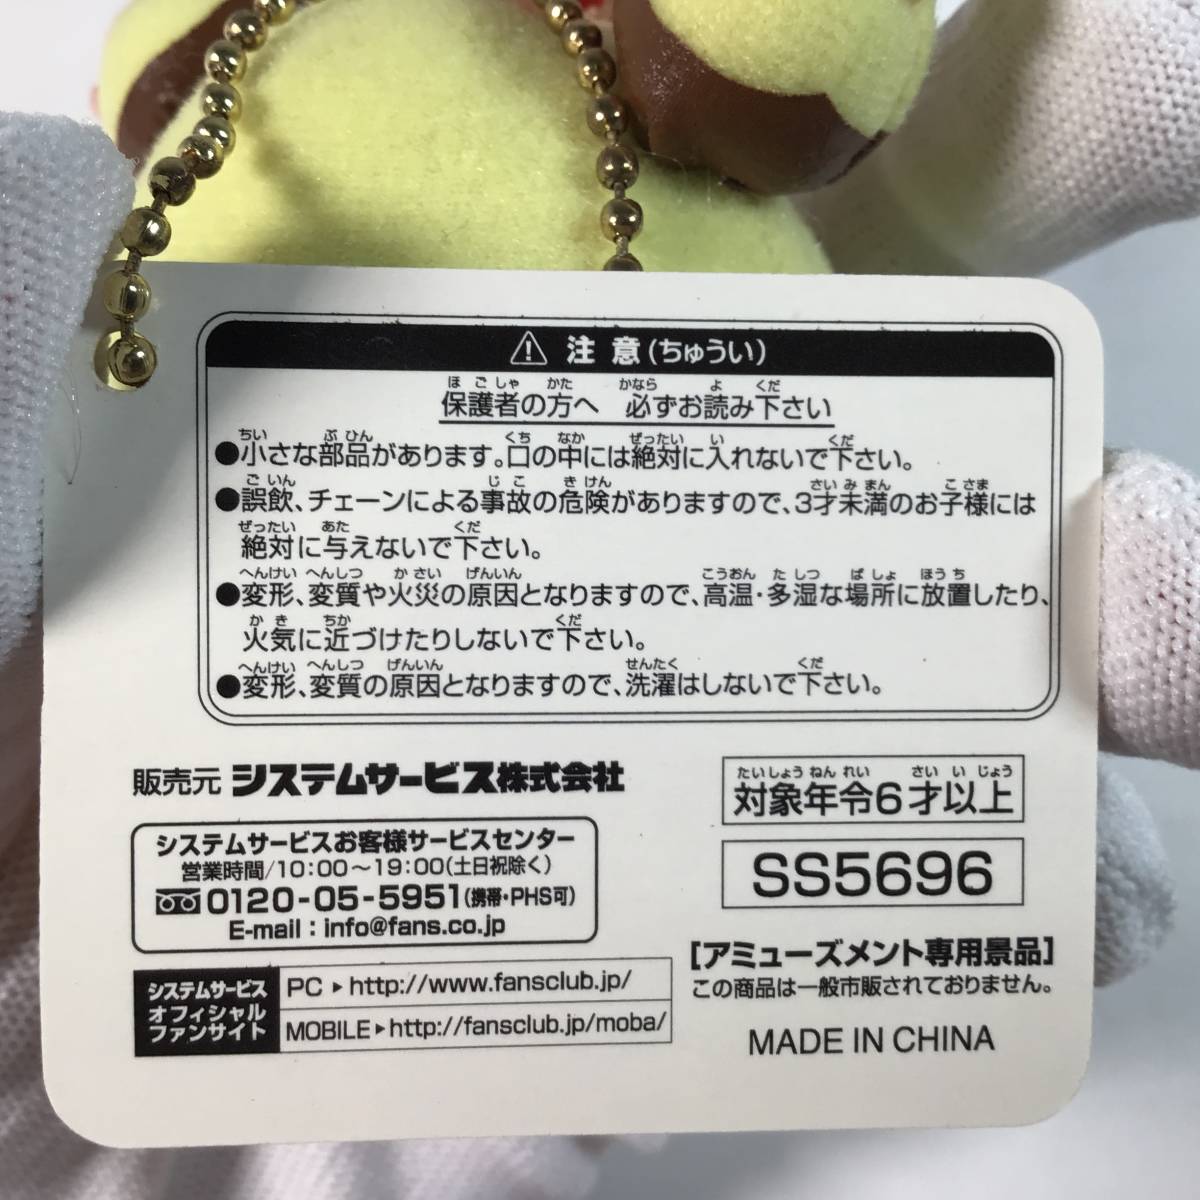 注意(ちゅうい)
ほごしゃ かた かなら よ くだ
保護者の方へ 必ずお読み下さい
ちい ぶひん くち なか ぜったい い くだ
●小さな部品があります。口の中には絶対に入れないで下さい。
ごいん じこ きけん さいみまん こさま
●誤飲、チェーンによる事故の危険がありますので、3才未満のお子様には
ぜったい あた くだ
絶対に与えないで下さい。
へんけい へんしつ かさい げんいん こうおん たしつ ばしょ ほうち
●変形、変質や火災の原因となりますので、高温・多湿な場所に放置したり、
かき ちか くだ
火気に近づけたりしないで下さい。
へんけい へんしつ げんいん せんたく くだ
●変形、変質の原因となりますので、洗濯はしないで下さい。
販売元 システムサービス株式会社
システムサービスお客様サービスセンター
営業時間/10:00〜19:00(土日祝除く)
0120-05-5951(携帯・PHS可)
E-mail : info@fans.co.jp
システムサービス
オフィシャル
ファンサイト
PC ▶ http://www.fansclub.jp/
MOBILE ▶ http://fansclub.jp/moba/
たいしょうねんれい さいいじょう
対象年令6才以上
SS5696
[アミューズメント専用景品]
この商品は一般市販されておりません。
MADE IN CHINA